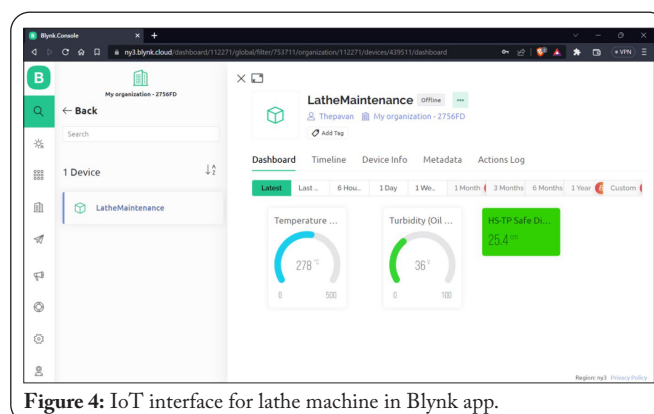 Blynk.Console
ny3.blynk.cloud/dashboard/112271/global/filter/753711/organization/112271/devices/439511/dashboard
VPN
B
My organization - 2756FD
← Back
Search
1 Device
LatheMaintenance
LatheMaintenance Offline ...
Thepavan My organization - 2756FD
Add Tag
Dashboard Timeline Device Info Metadata Actions Log
Latest Last ... 6 Hou... 1 Day 1 We... 1 Month 3 Months 6 Months 1 Year Custom
Temperature ... Turbidity (Oil ... HS-TP Safe Di...
278 36 25.4
0 500 0 100
Region: ny3 Privacy Policy
Figure 4: IoT interface for lathe machine in Blynk app.